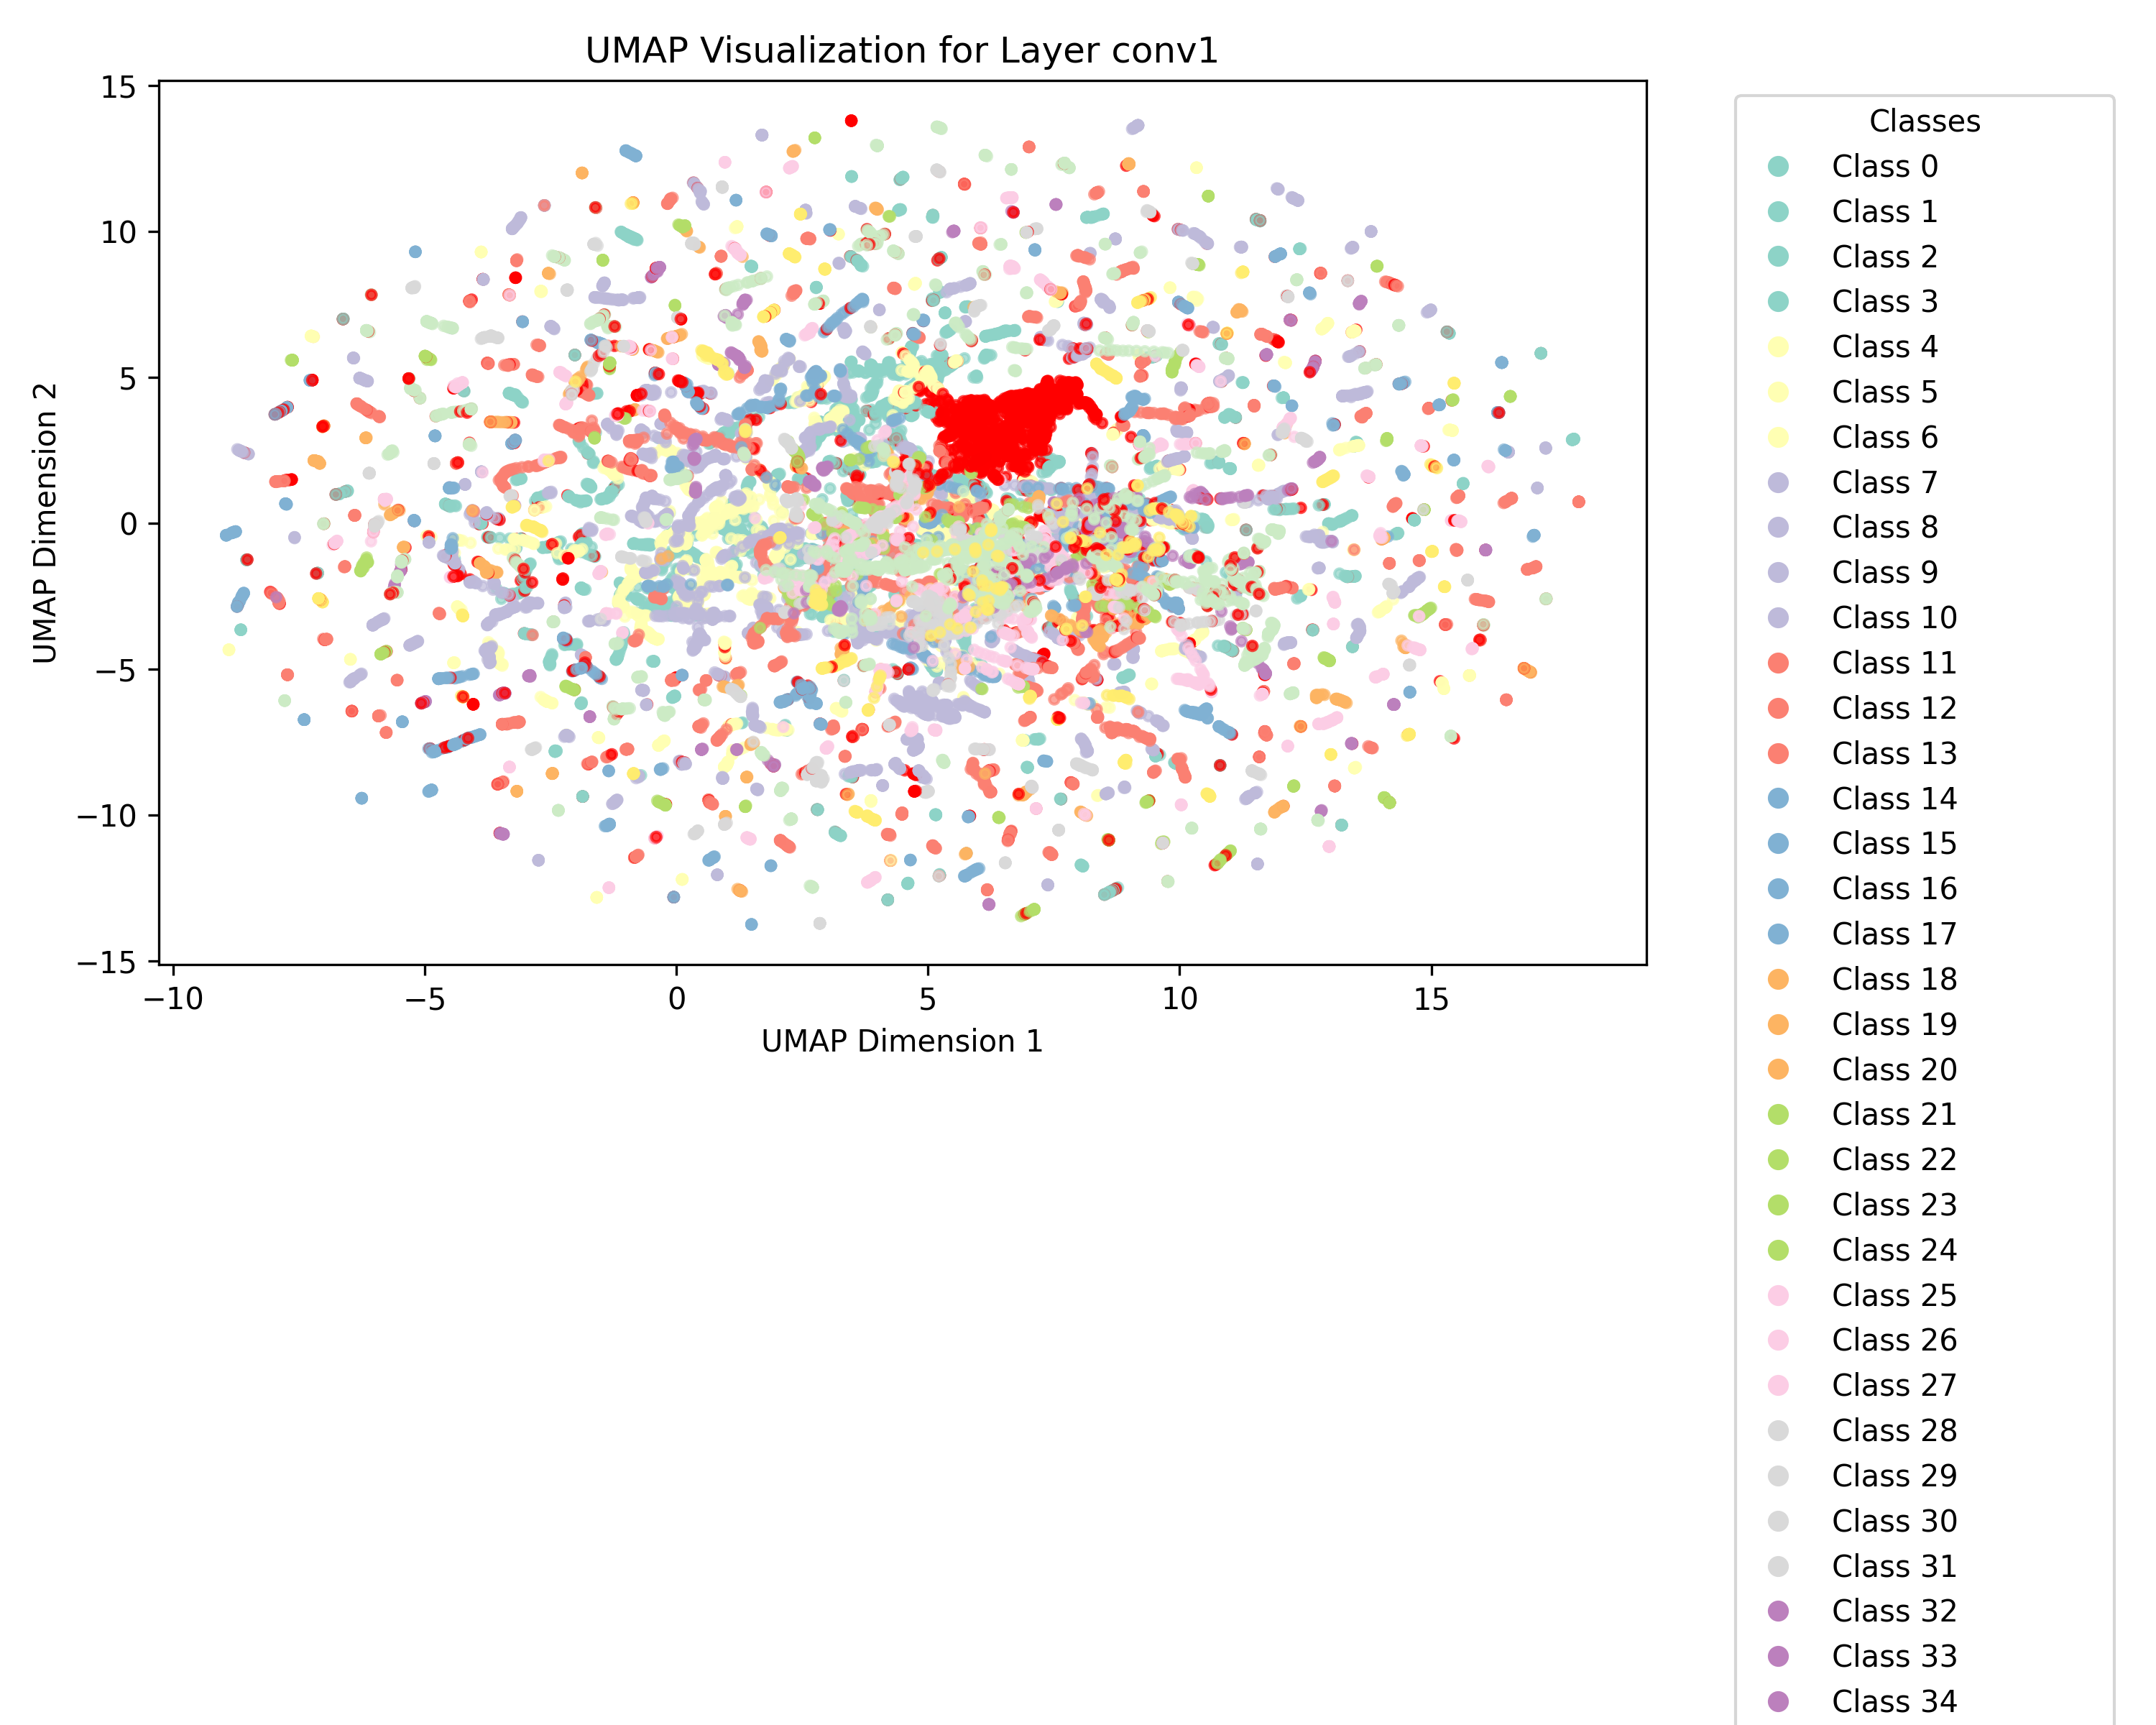 UMAP Visualization for Layer conv1
15
10
5
0
−5
−10
−15
UMAP Dimension 2
−10
−5
0
5
10
15
UMAP Dimension 1
Classes
Class 0
Class 1
Class 2
Class 3
Class 4
Class 5
Class 6
Class 7
Class 8
Class 9
Class 10
Class 11
Class 12
Class 13
Class 14
Class 15
Class 16
Class 17
Class 18
Class 19
Class 20
Class 21
Class 22
Class 23
Class 24
Class 25
Class 26
Class 27
Class 28
Class 29
Class 30
Class 31
Class 32
Class 33
Class 34